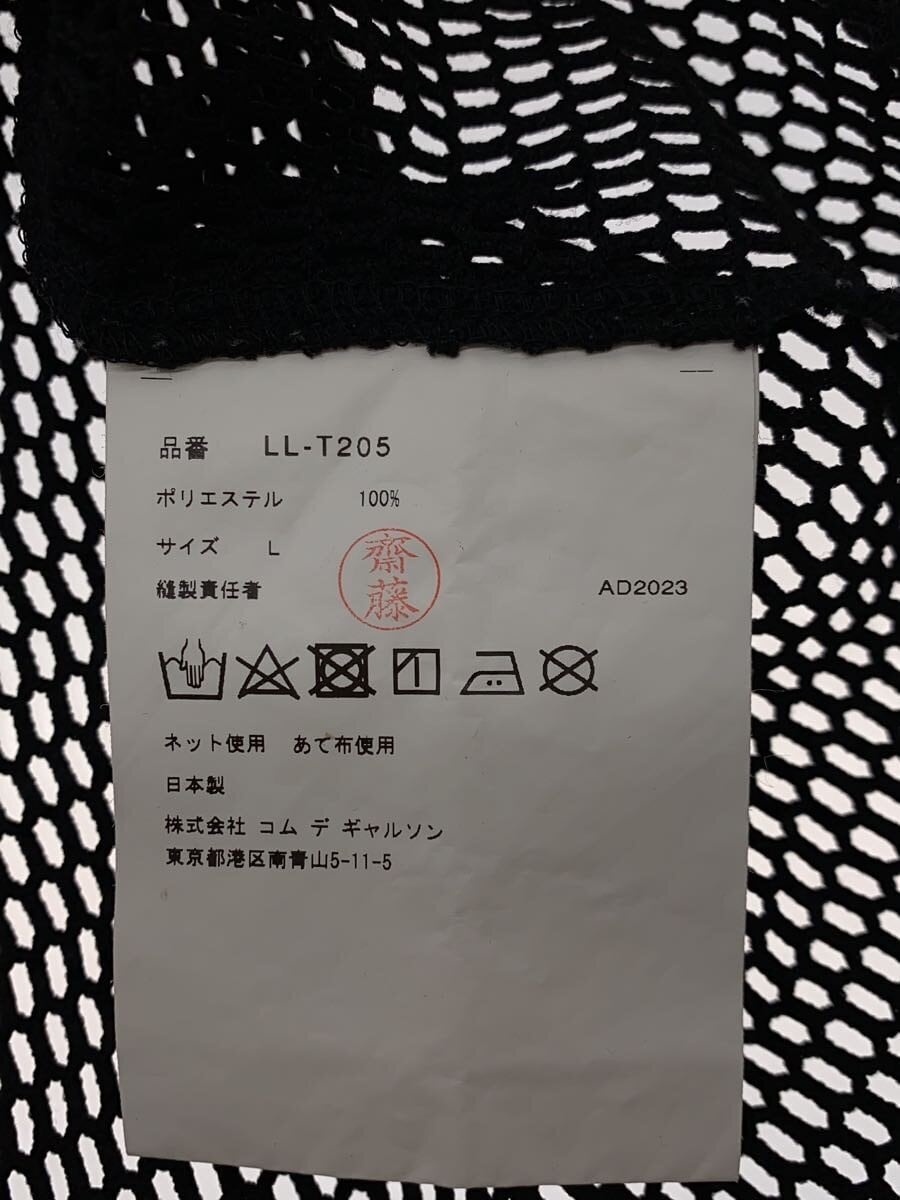 品番 LL-T205
ポリエステル 100%
サイズ L
縫製責任者 齋藤 AD2023
ネット使用 あて布使用
日本製
株式会社 コム デ ギャルソン
東京都港区南青山5-11-5